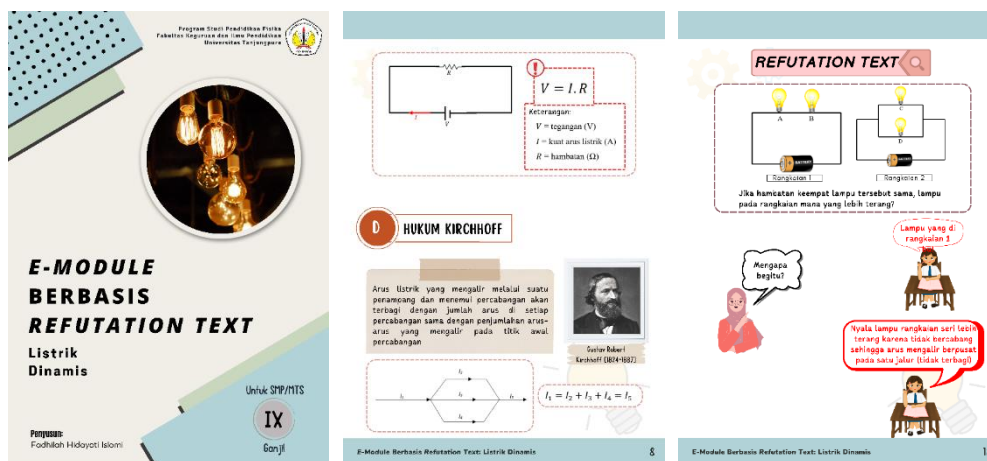 Program Studi Pendidikan Fisika
Fakultas Keguruan dan Ilmu Pendidikan
Universitas Tanjungpura
E-MODULE
BERBASIS
REFUTATION TEXT
Listrik
Dinamis
Untuk SMP/MTS
IX
Ganjil
Penyusun:
Fadhilah Hidayati Islami
R
I
V
V = I.R
Keterangan:
V = tegangan (V)
I = kuat arus listrik (A)
R = hambatan (Ω)
D
HUKUM KIRCHHOFF
Arus listrik yang mengalir melalui suatu
penampang dan menemui percabangan akan
terbagi dengan jumlah arus di setiap
percabangan sama dengan penjumlahan arus-
arus yang mengalir pada titik awal
percabangan
Gustav Robert
Kirchhoff (1824-1887)
I₁
I₂
I₃
I₄
I₅
I₁ = I₂ + I₃ + I₄ = I₅
E-Module Berbasis Refutation Text: Listrik Dinamis
8
REFUTATION TEXT
A
B
C
D
Rangkaian 1
Rangkaian 2
Jika hambatan keempat lampu tersebut sama, lampu
pada rangkaian mana yang lebih terang?
Lampu yang di
rangkaian 1
Mengapa
begitu?
Nyala lampu rangkaian seri lebih
terang karena tidak bercabang
sehingga arus mengalir berpusat
pada satu jalur (tidak terbagi)
E-Module Berbasis Refutation Text: Listrik Dinamis
1